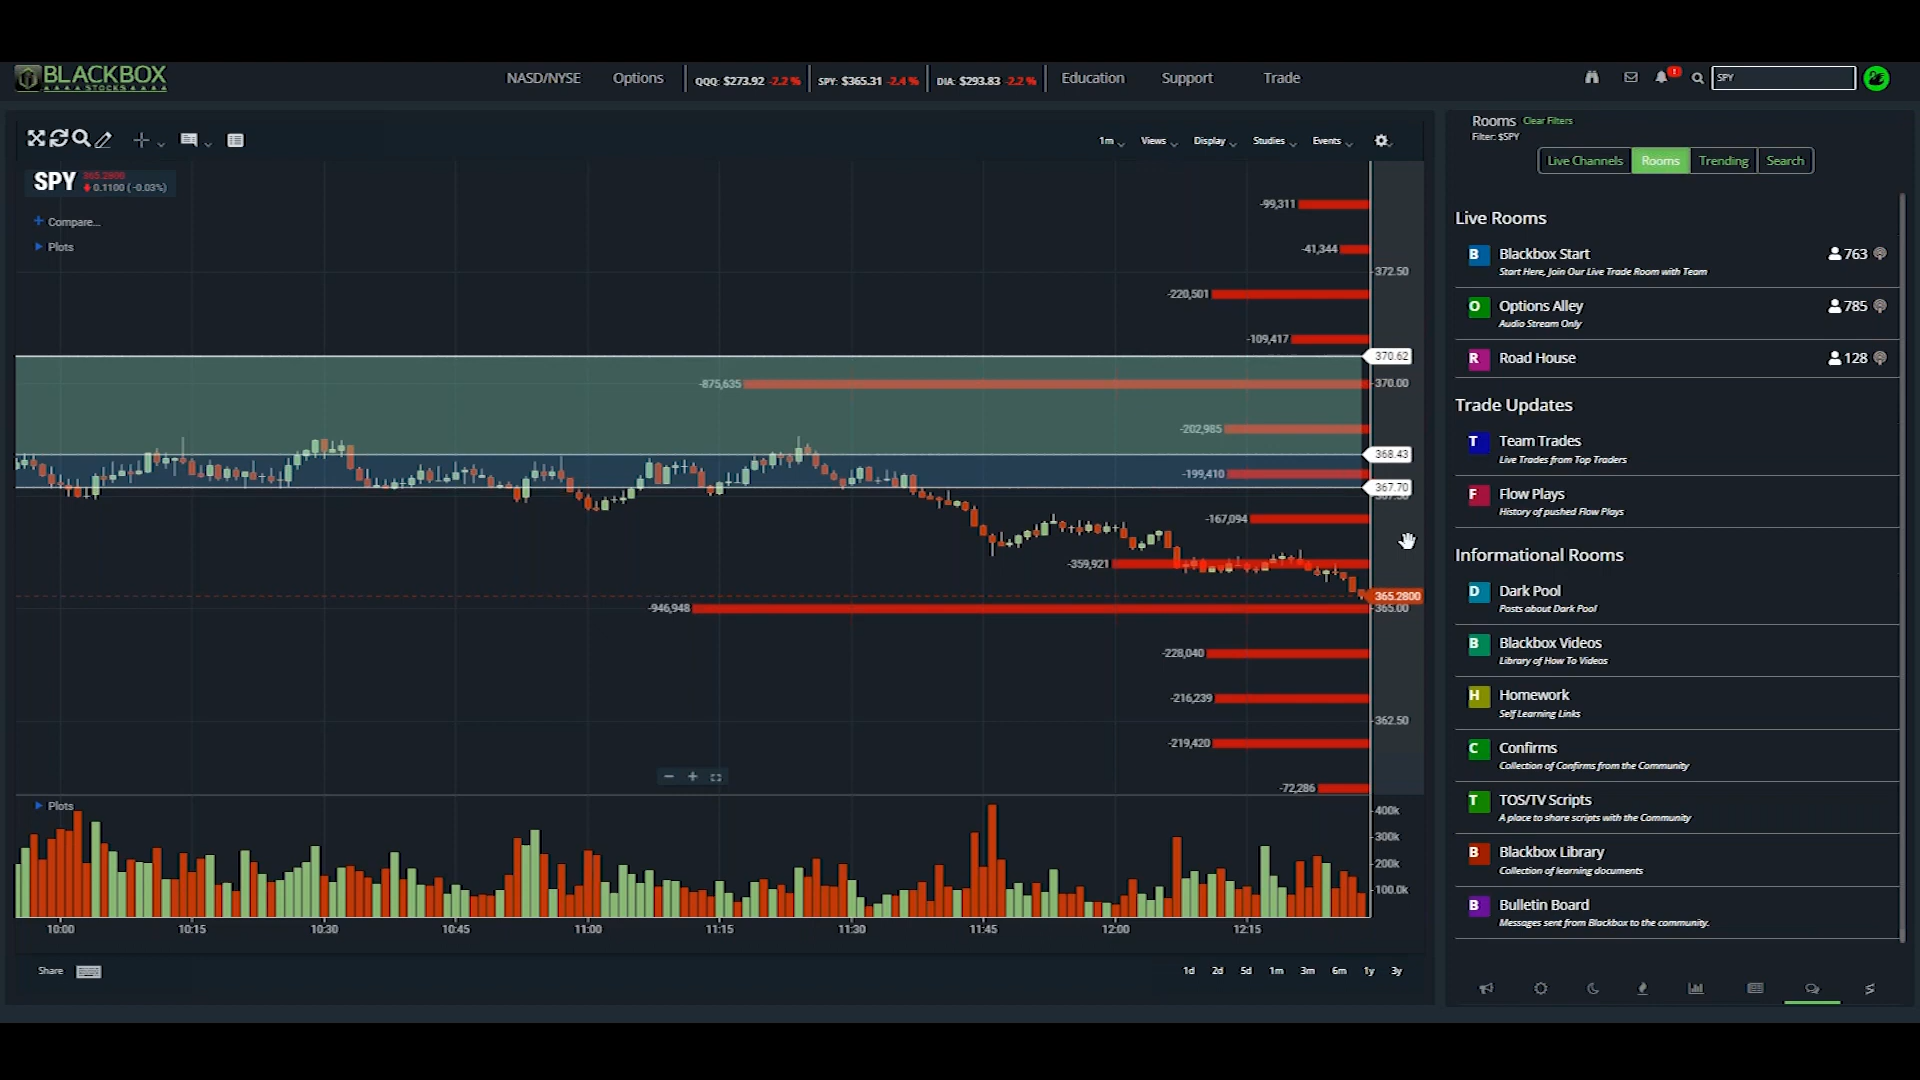 BLACKBOX
STOCKS
NASD/NYSE
Options
QQQ: $273.92 -2.2 %
SPY: $365.31 -2.4 %
DIA: $293.83 -2.2 %
Education
Support
Trade
!
SPY
1m
Views
Display
Studies
Events
SPY
365.2900
0.1100 (-0.03%)
+ Compare...
Plots
-99,311
-41,344
372.50
-220,501
-109,417
370.62
-875,635
370.00
-202,985
368.43
-199,410
367.70
-167,094
-359,921
365.2800
-946,948
365.00
-228,040
-216,239
362.50
-219,420
-72,286
Plots
400k
300k
200k
100.0k
10:00
10:15
10:30
10:45
11:00
11:15
11:30
11:45
12:00
12:15
Share
1d
2d
5d
1m
3m
6m
1y
3y
Rooms Clear Filters
Filter: $SPY
Live Channels
Rooms
Trending
Search
Live Rooms
B Blackbox Start 763
Start Here, Join Our Live Trade Room with Team
O Options Alley 785
Audio Stream Only
R Road House 128
Trade Updates
T Team Trades
Live Trades from Top Traders
F Flow Plays
History of pushed Flow Plays
Informational Rooms
D Dark Pool
Posts about Dark Pool
B Blackbox Videos
Library of How To Videos
H Homework
Self Learning Links
C Confirms
Collection of Confirms from the Community
T TOS/TV Scripts
A place to share scripts with the Community
B Blackbox Library
Collection of learning documents
B Bulletin Board
Messages sent from Blackbox to the community.